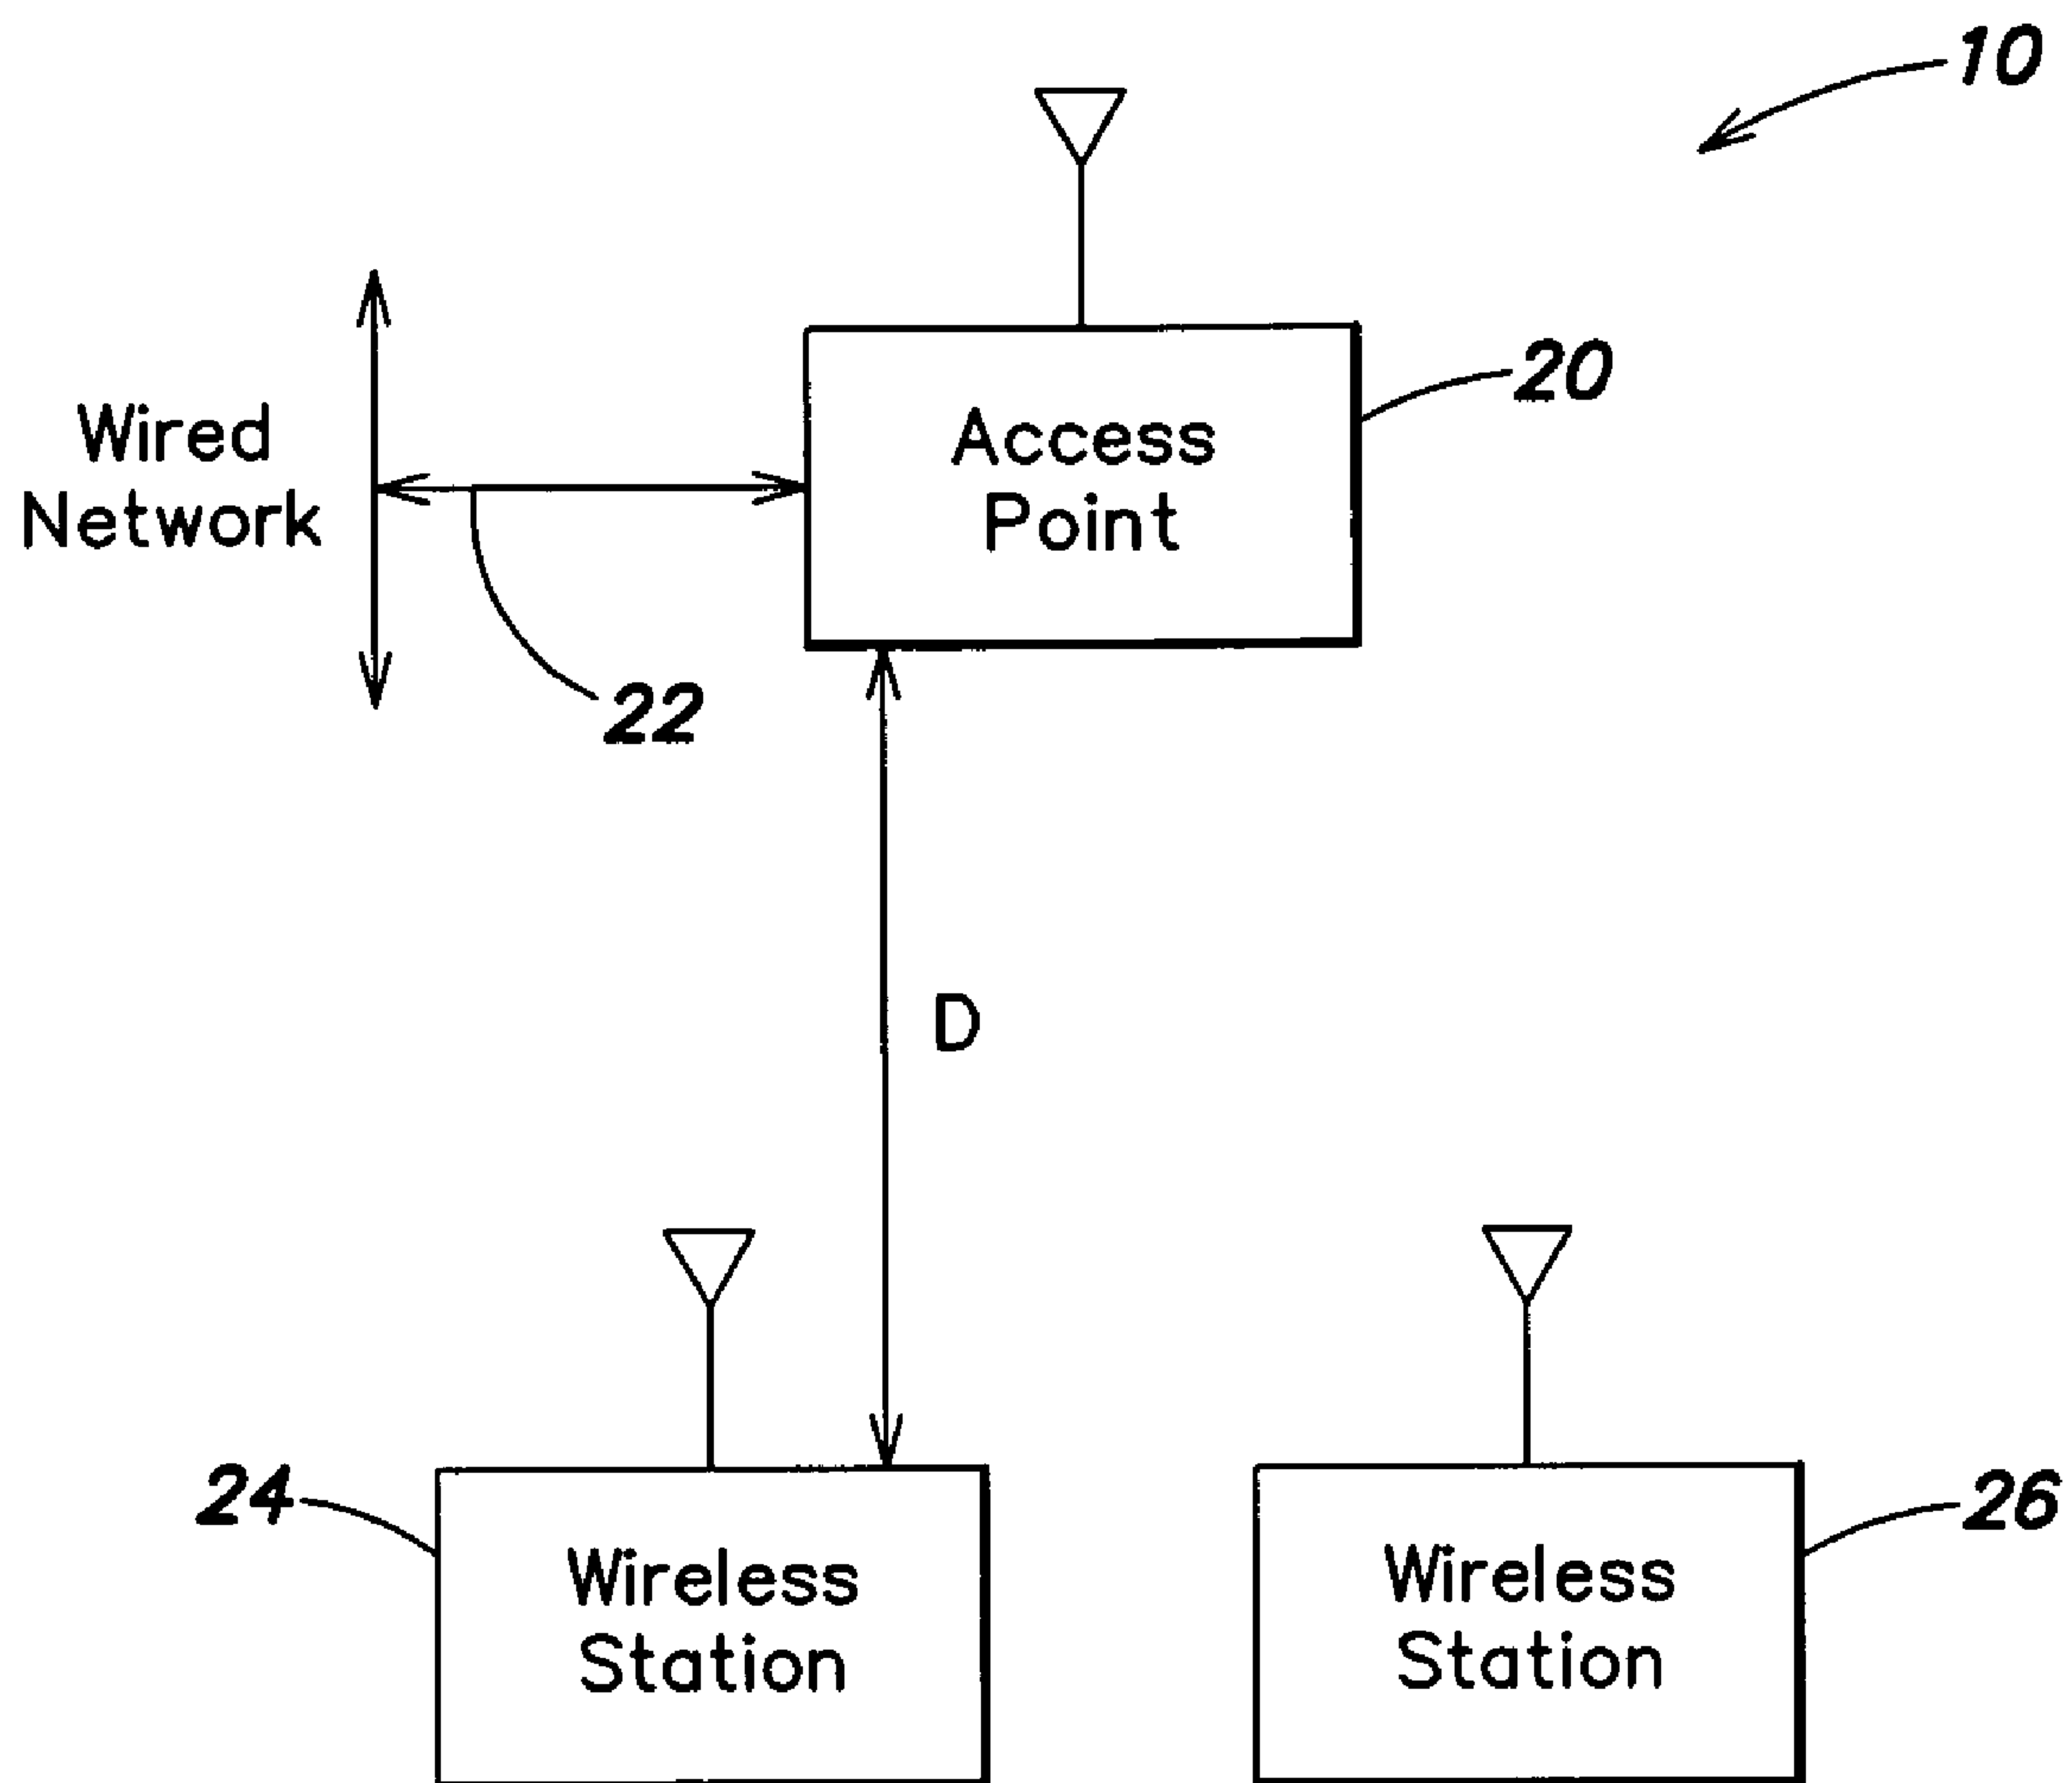 10
20
Access
Point
Wired
Network
22
D
24
Wireless
Station
26
Wireless
Station